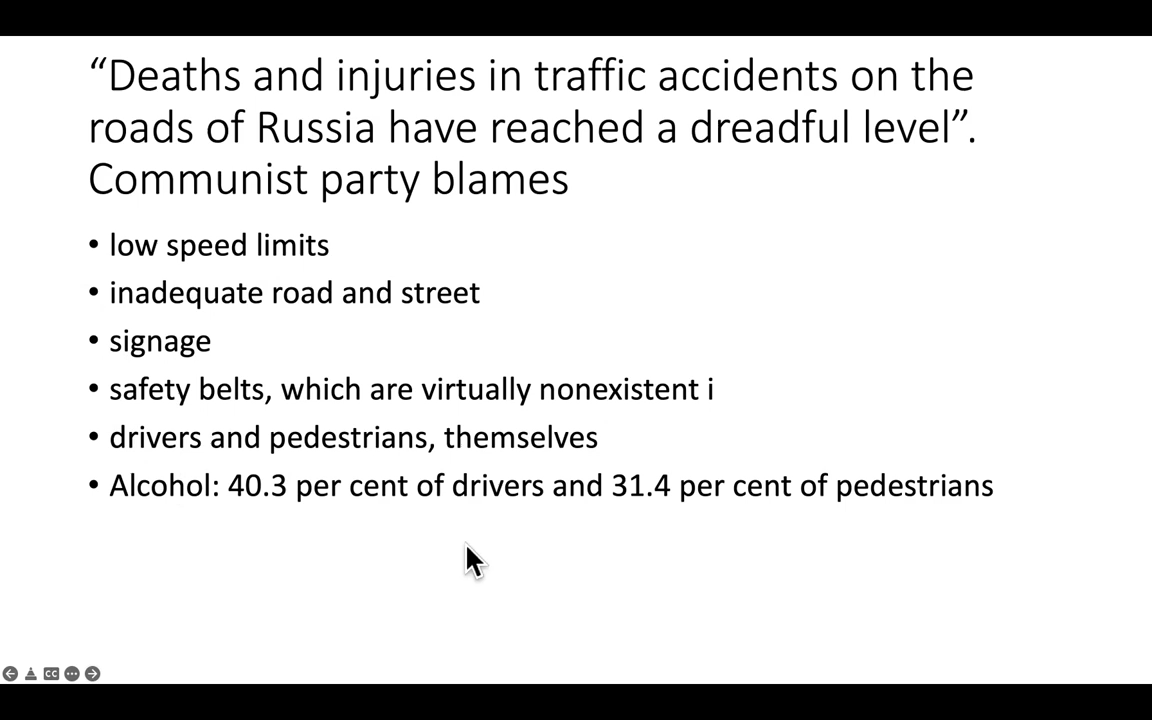 “Deaths and injuries in traffic accidents on the
roads of Russia have reached a dreadful level”.
Communist party blames
• low speed limits
• inadequate road and street
• signage
• safety belts, which are virtually nonexistent i
• drivers and pedestrians, themselves
• Alcohol: 40.3 per cent of drivers and 31.4 per cent of pedestrians
CC